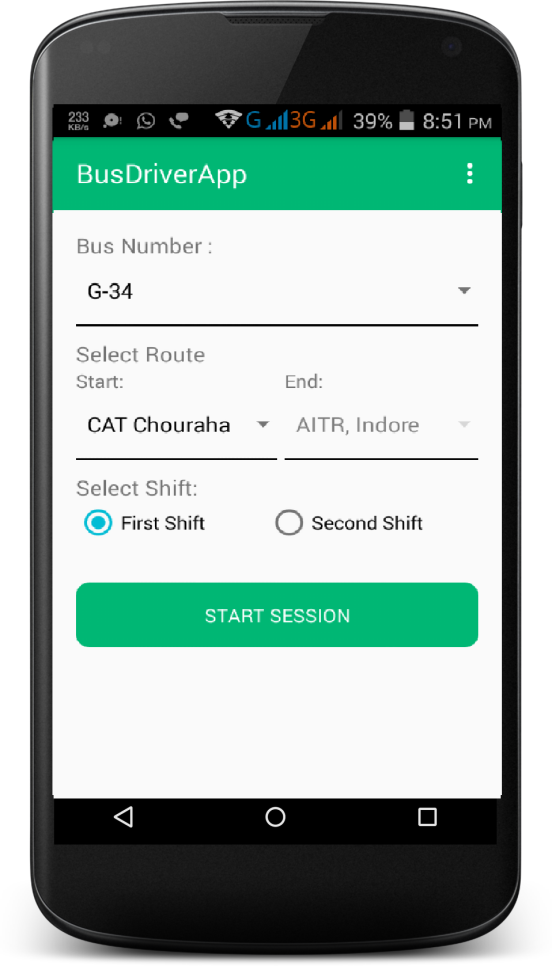 233 KB/s G 3G 39% 8:51 PM
BusDriverApp
Bus Number :
G-34
Select Route
Start: End:
CAT Chouraha AITR, Indore
Select Shift:
First Shift Second Shift
START SESSION